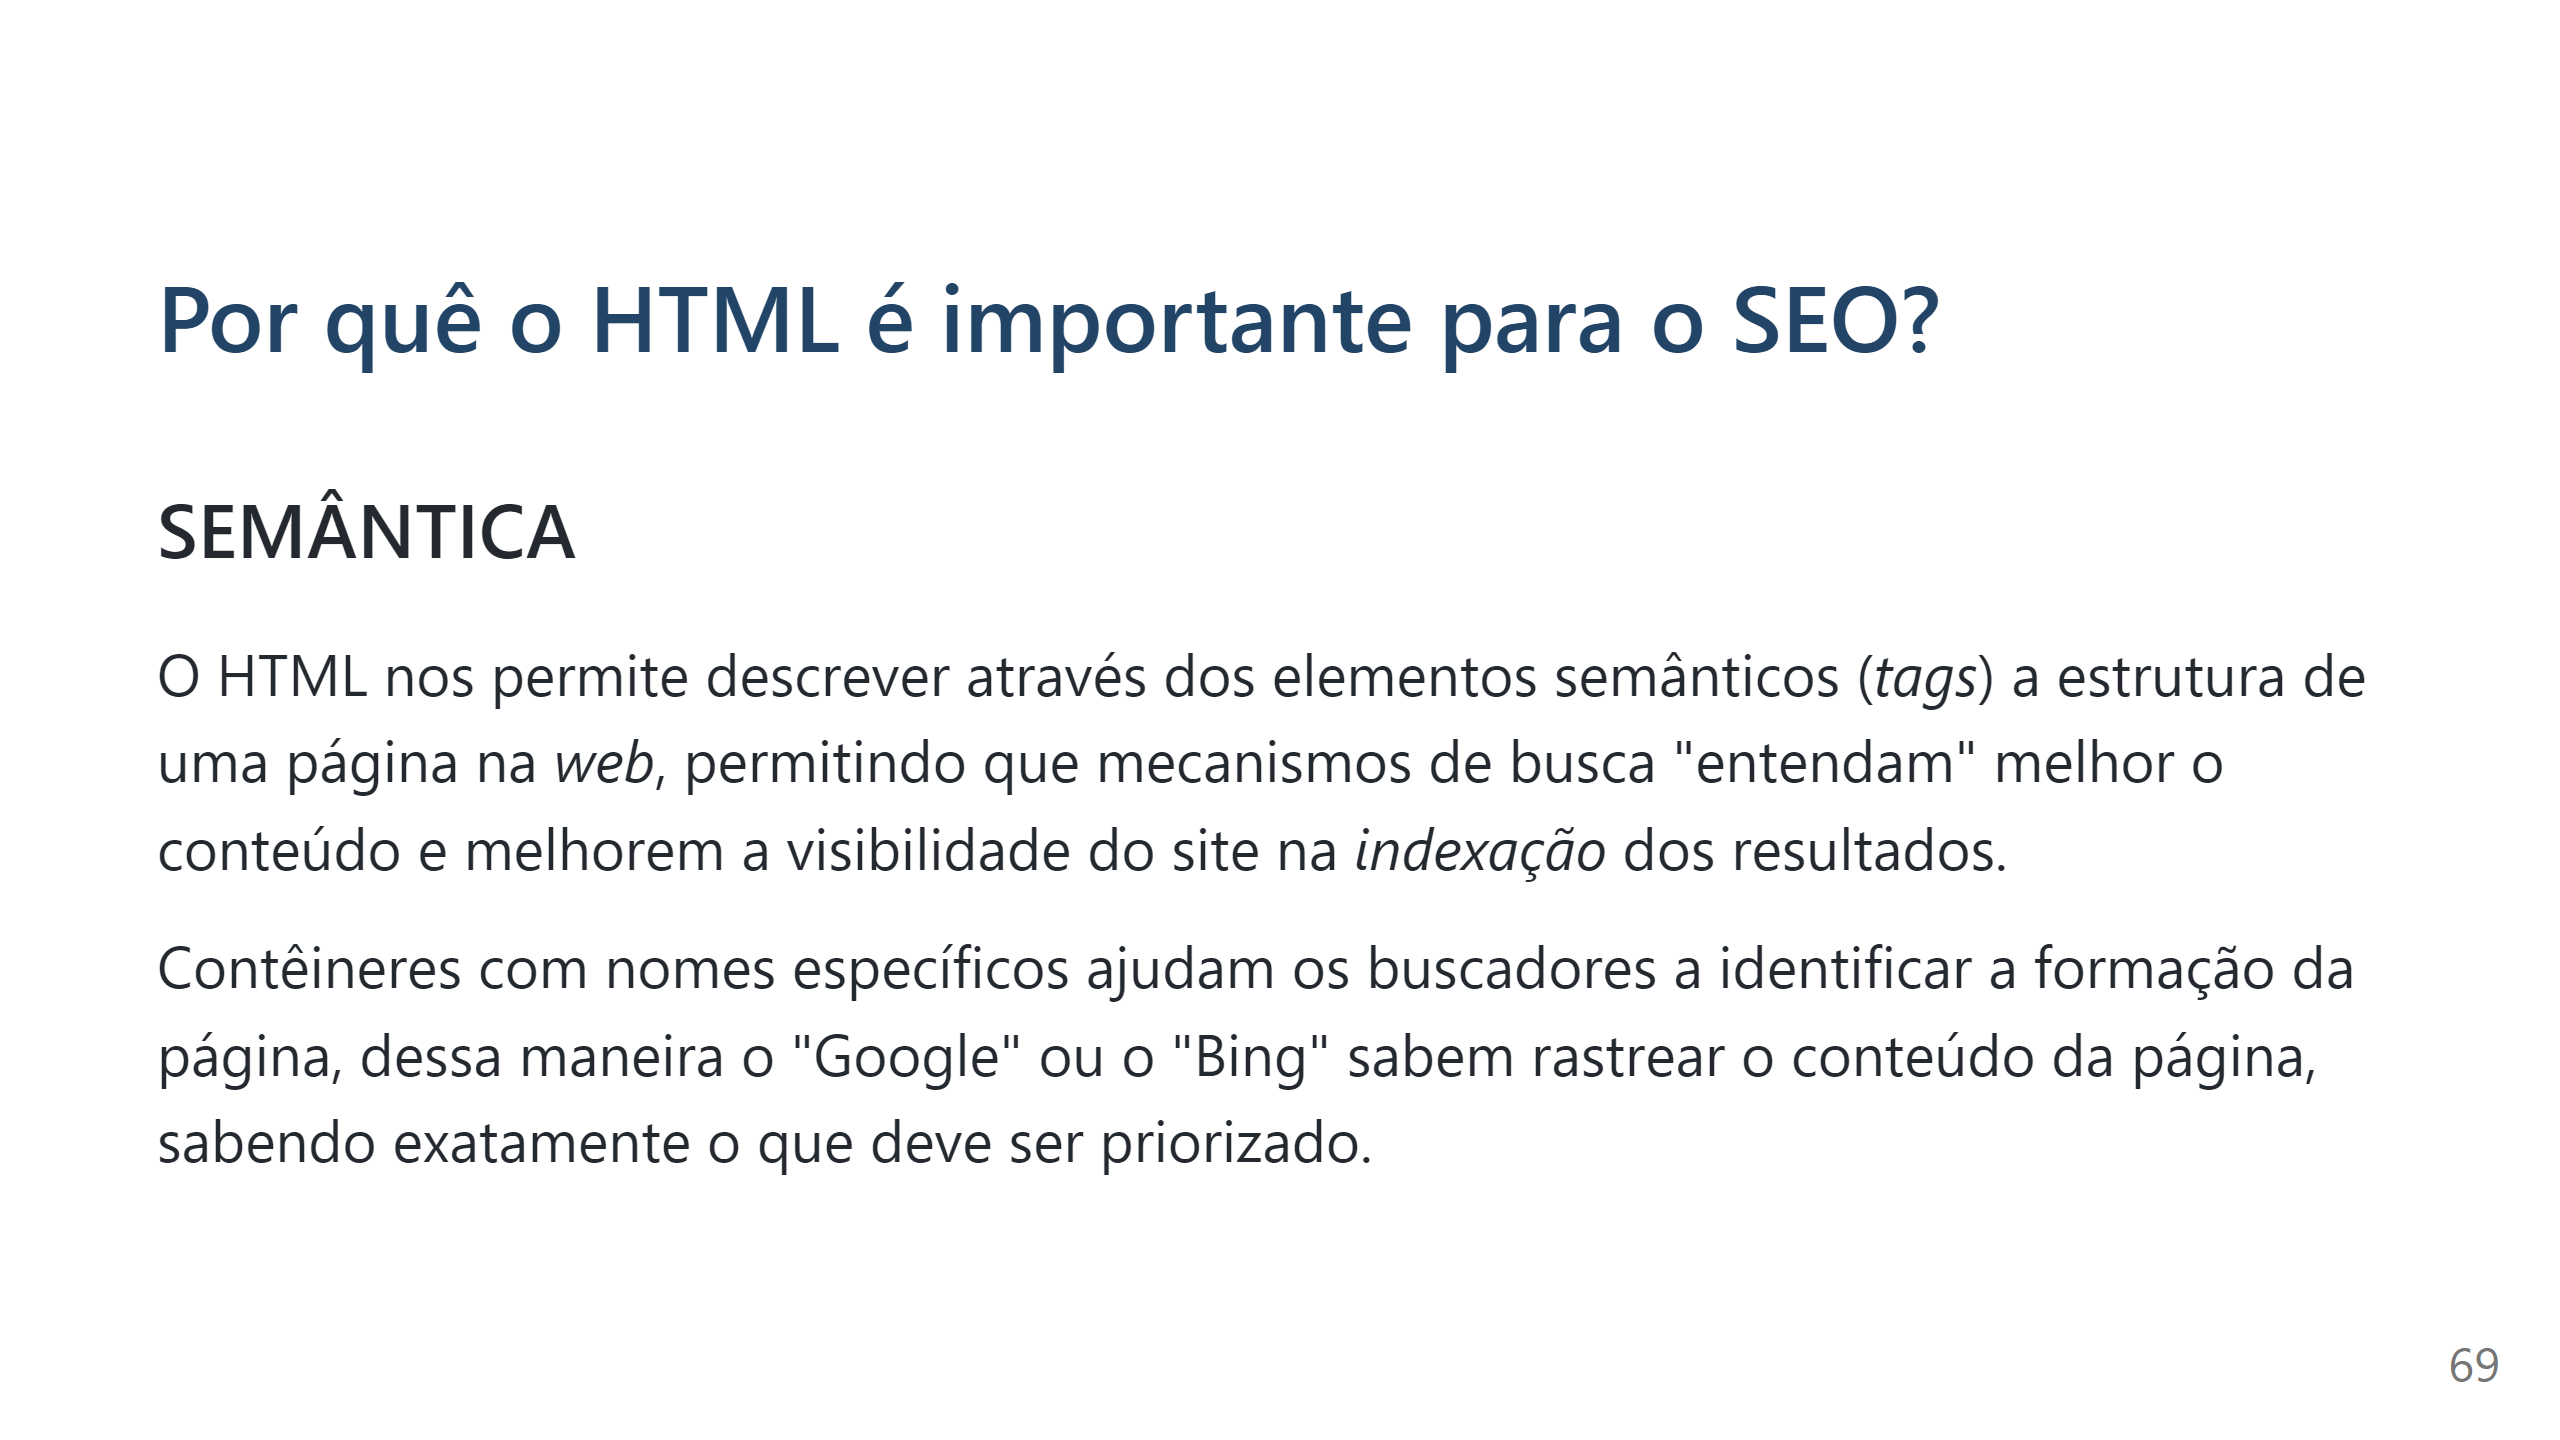 Por quê o HTML é importante para o SEO?
SEMÂNTICA
O HTML nos permite descrever através dos elementos semânticos (tags) a estrutura de
uma página na web, permitindo que mecanismos de busca "entendam" melhor o
conteúdo e melhorem a visibilidade do site na indexação dos resultados.
Contêineres com nomes específicos ajudam os buscadores a identificar a formação da
página, dessa maneira o "Google" ou o "Bing" sabem rastrear o conteúdo da página,
sabendo exatamente o que deve ser priorizado.
69